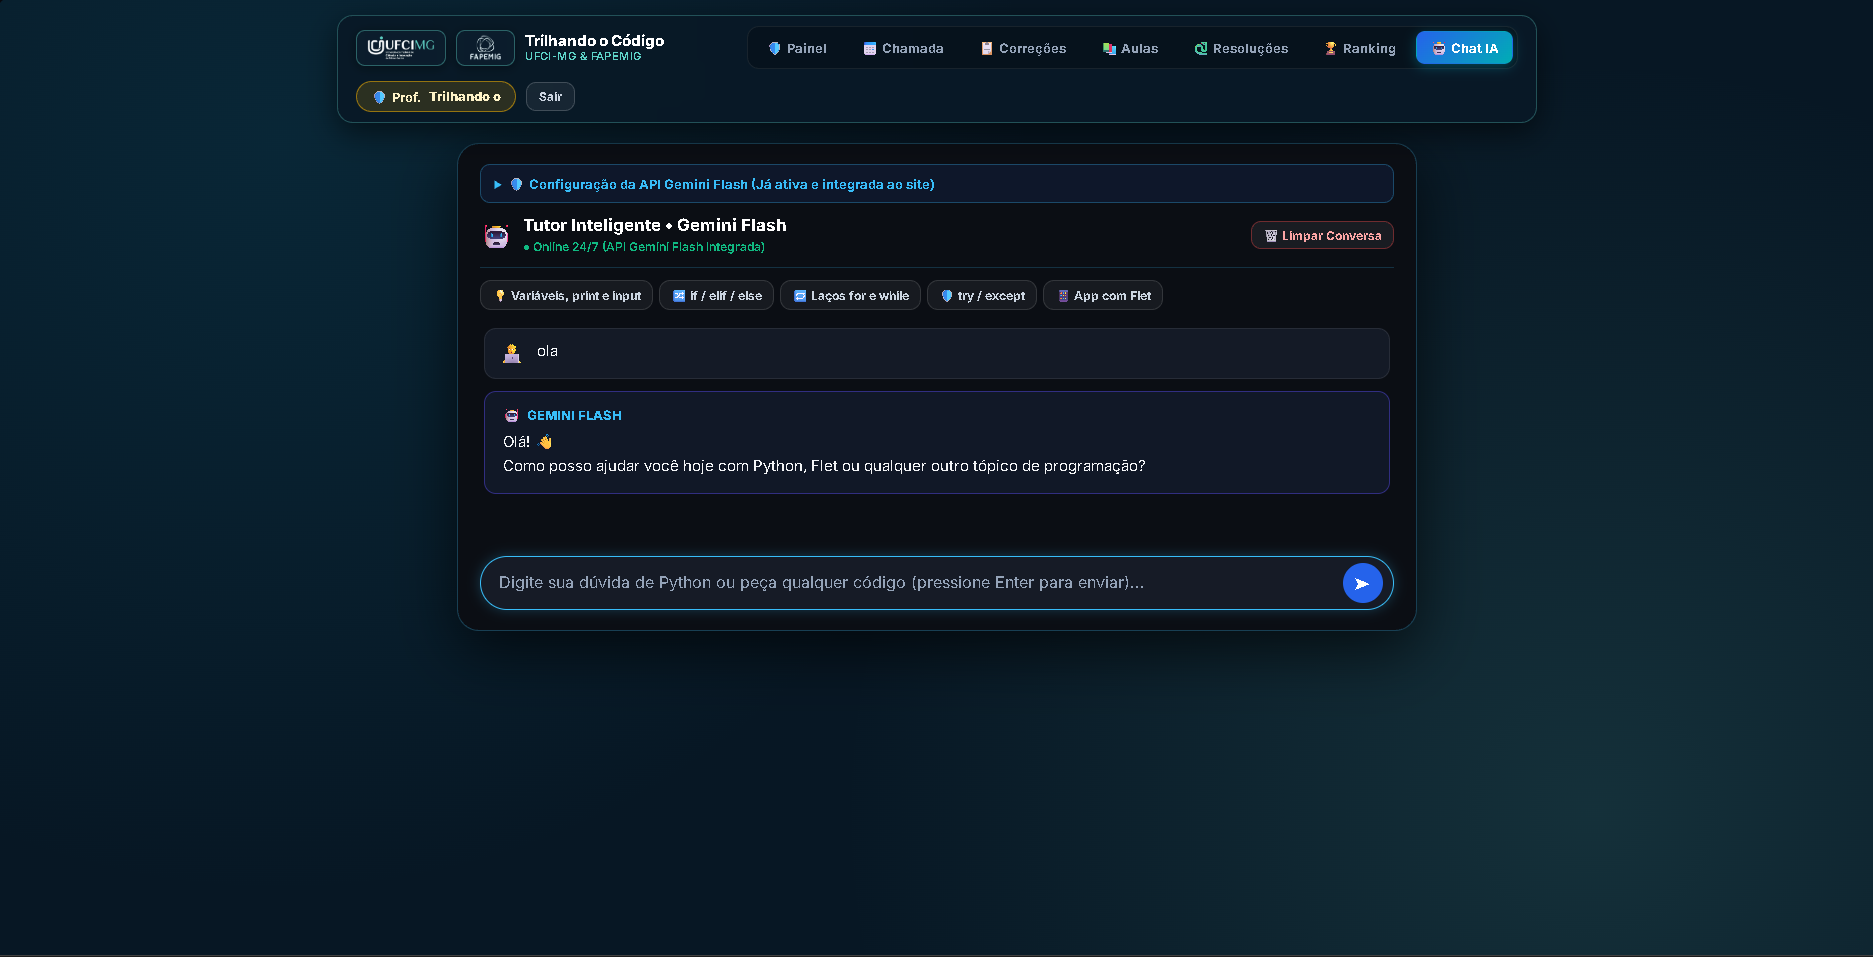 UFCIMG
FAPEMIG
Trilhando o Código
UFCI-MG & FAPEMIG
Painel
Chamada
Correções
Aulas
Resoluções
Ranking
Chat IA
Prof. Trilhando o
Sair
Configuração da API Gemini Flash (Já ativa e integrada ao site)
Tutor Inteligente • Gemini Flash
● Online 24/7 (API Gemini Flash Integrada)
Limpar Conversa
Variáveis, print e input
if / elif / else
Laços for e while
try / except
App com Flet
ola
GEMINI FLASH
Olá!
Como posso ajudar você hoje com Python, Flet ou qualquer outro tópico de programação?
Digite sua dúvida de Python ou peça qualquer código (pressione Enter para enviar)...